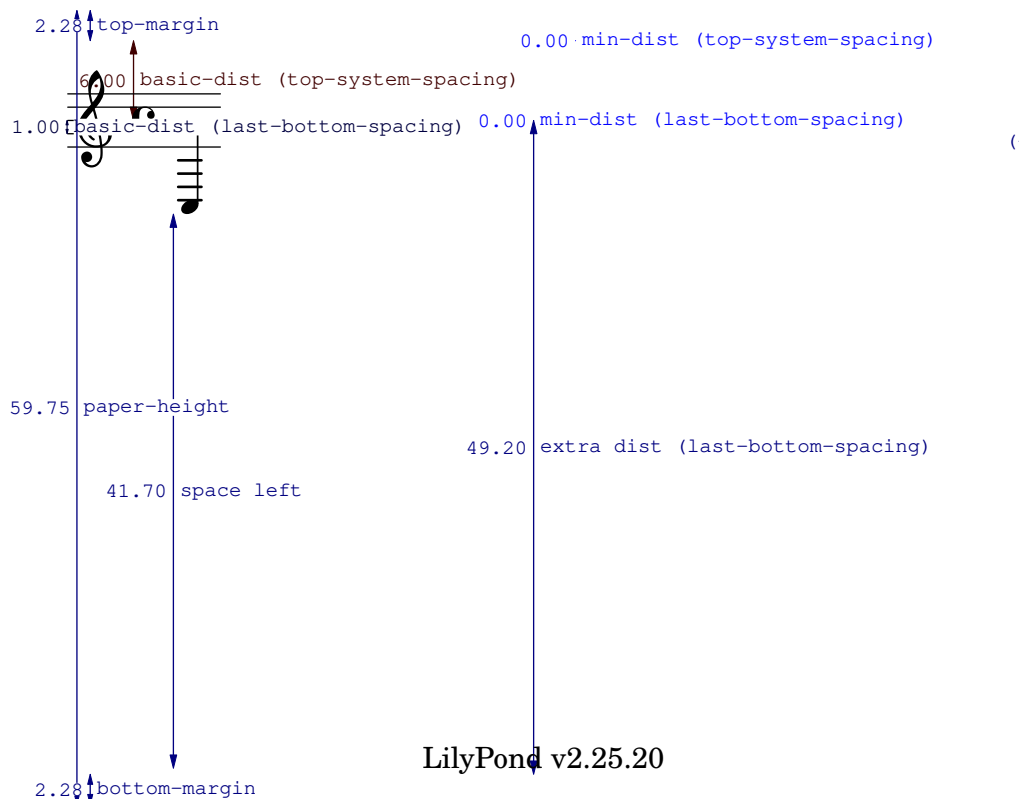 2.28 top-margin
0.00 min-dist (top-system-spacing)
6.00 basic-dist (top-system-spacing)
1.00 basic-dist (last-bottom-spacing)
0.00 min-dist (last-bottom-spacing)
(
59.75 paper-height
49.20 extra dist (last-bottom-spacing)
41.70 space left
LilyPond v2.25.20
2.28 bottom-margin